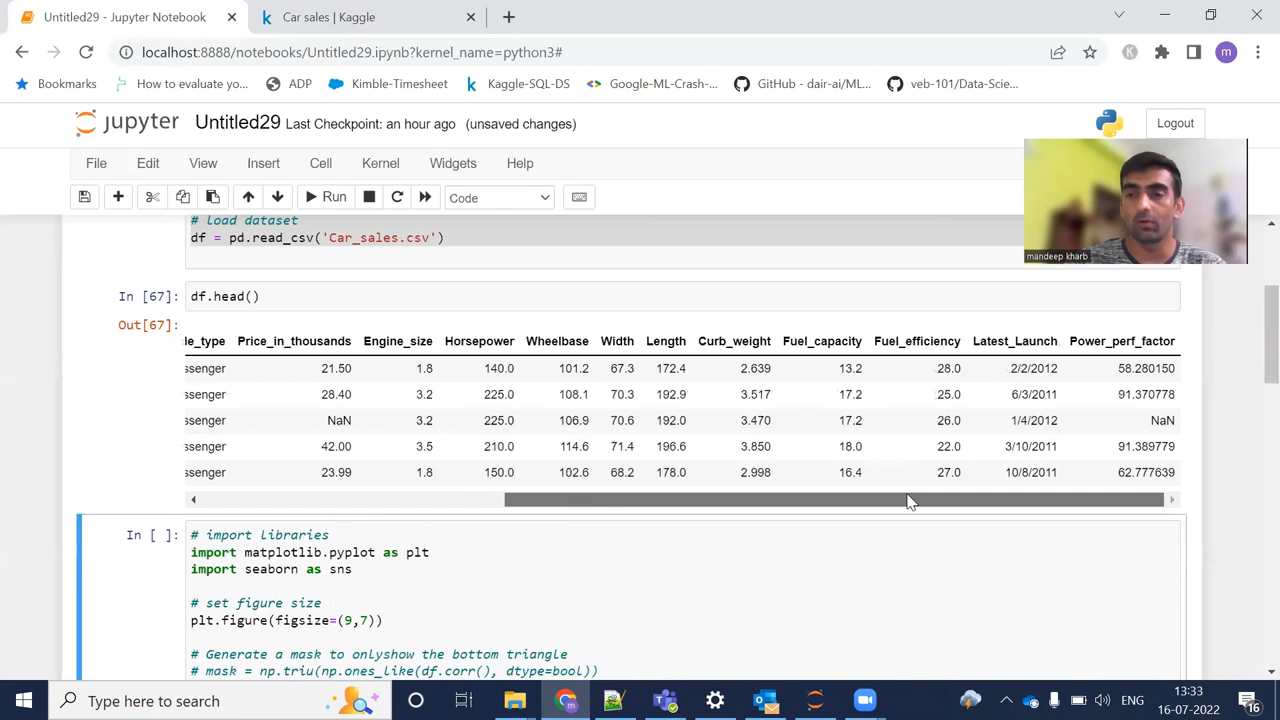 Untitled29 - Jupyter Notebook
Car sales | Kaggle
localhost:8888/notebooks/Untitled29.ipynb?kernel_name=python3#
m
Bookmarks
How to evaluate yo...
ADP
Kimble-Timesheet
Kaggle-SQL-DS
Google-ML-Crash-...
GitHub - dair-ai/ML...
veb-101/Data-Scie...
jupyter Untitled29 Last Checkpoint: an hour ago (unsaved changes)
Logout
File Edit View Insert Cell Kernel Widgets Help
Run
Code
mandeep kharb
# load dataset
df = pd.read_csv('Car_sales.csv')
In [67]: df.head()
Out[67]:
le_type Price_in_thousands Engine_size Horsepower Wheelbase Width Length Curb_weight Fuel_capacity Fuel_efficiency Latest_Launch Power_perf_factor
ssenger 21.50 1.8 140.0 101.2 67.3 172.4 2.639 13.2 28.0 2/2/2012 58.280150
ssenger 28.40 3.2 225.0 108.1 70.3 192.9 3.517 17.2 25.0 6/3/2011 91.370778
ssenger NaN 3.2 225.0 106.9 70.6 192.0 3.470 17.2 26.0 1/4/2012 NaN
ssenger 42.00 3.5 210.0 114.6 71.4 196.6 3.850 18.0 22.0 3/10/2011 91.389779
ssenger 23.99 1.8 150.0 102.6 68.2 178.0 2.998 16.4 27.0 10/8/2011 62.777639
In [ ]: # import libraries
import matplotlib.pyplot as plt
import seaborn as sns
# set figure size
plt.figure(figsize=(9,7))
# Generate a mask to onlyshow the bottom triangle
# mask = np.triu(np.ones_like(df.corr(), dtype=bool))
Type here to search
ENG
13:33
16-07-2022
16